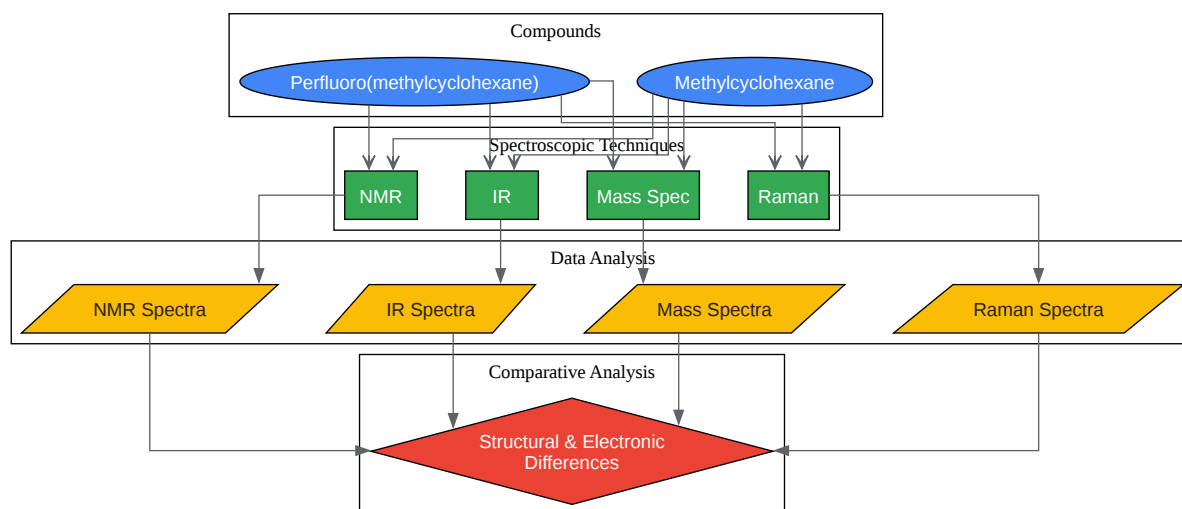 Compounds
Perfluoro(methylcyclohexane)
Methylcyclohexane
Spectroscopic Techniques
NMR
IR
Mass Spec
Raman
Data Analysis
NMR Spectra
IR Spectra
Mass Spectra
Raman Spectra
Comparative Analysis
Structural & Electronic
Differences